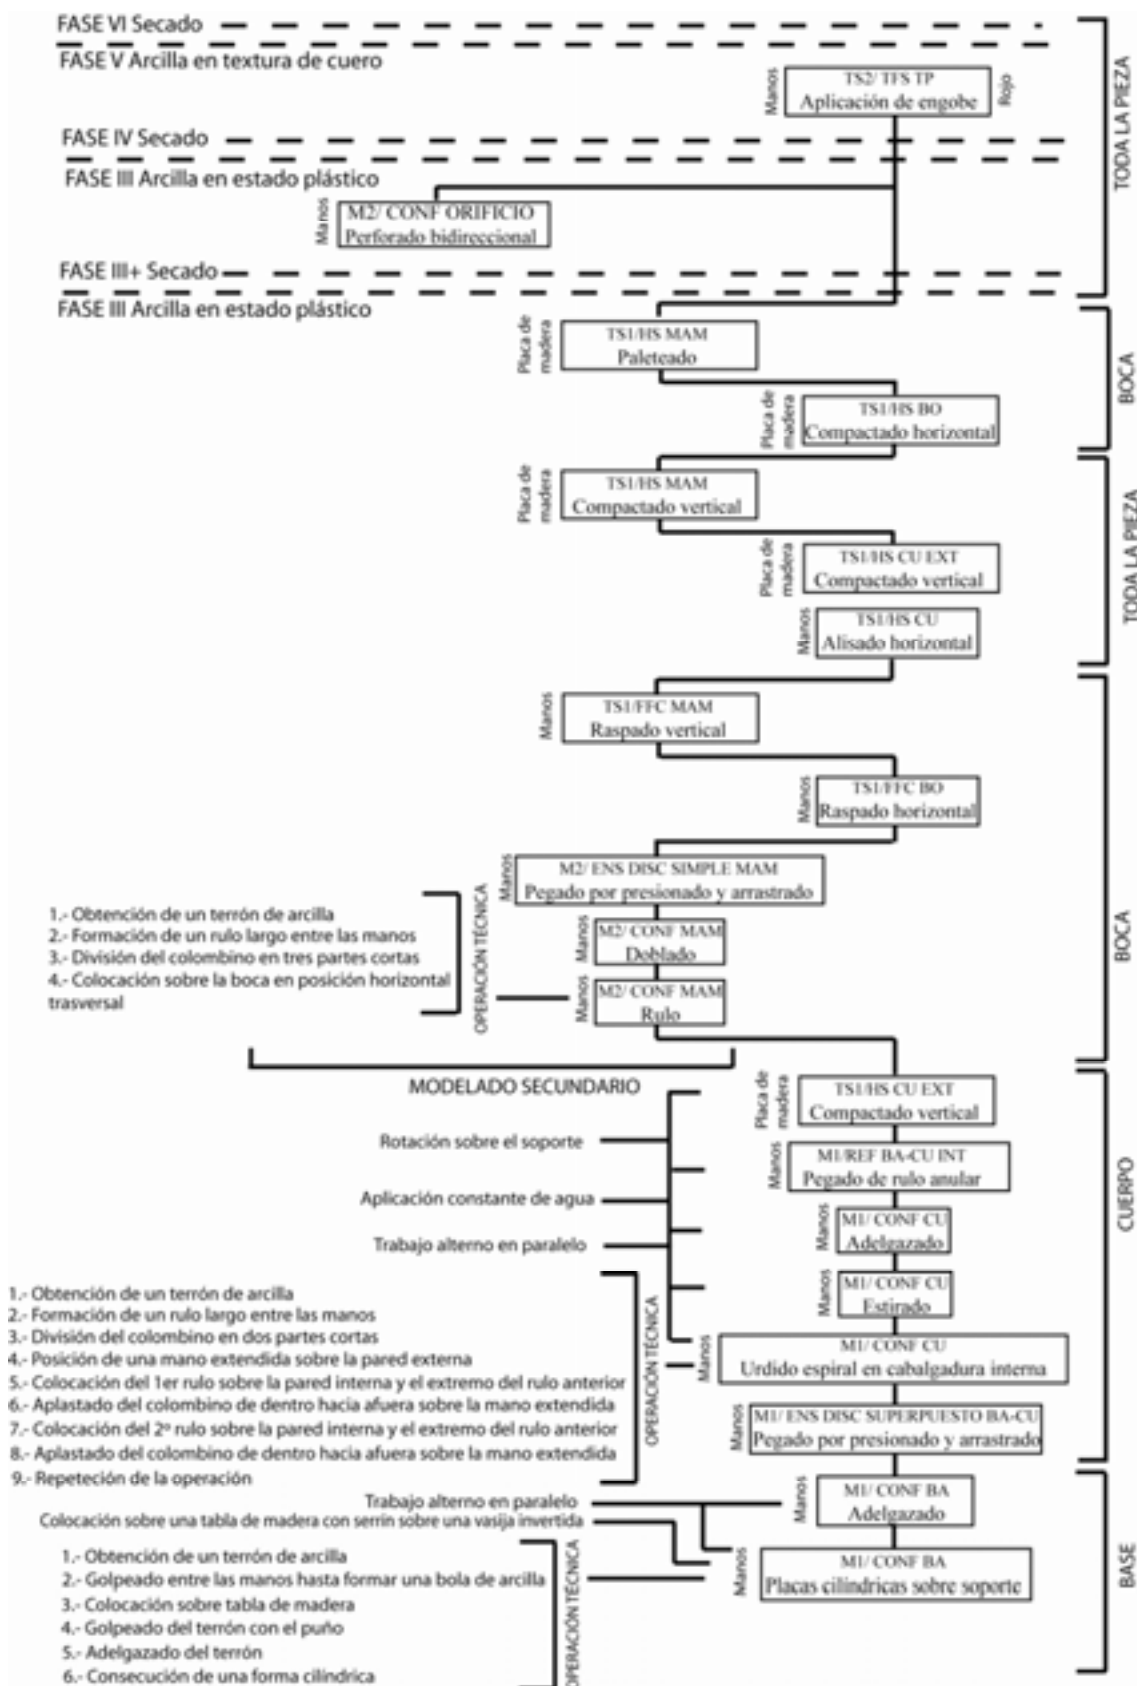 FASE VI Secado
FASE V Arcilla en textura de cuero
TS2/ TFS TP
Aplicación de engobe
Manos
Rojo
TODA LA PIEZA
FASE IV Secado
FASE III Arcilla en estado plástico
M2/ CONF ORIFICIO
Perforado bidireccional
Manos
FASE III+ Secado
FASE III Arcilla en estado plástico
TS1/HS MAM
Paleteado
Placa de
madera
TS1/HS BO
Compactado horizontal
Placa de
madera
BOCA
TS1/HS MAM
Compactado vertical
Placa de
madera
TS1/HS CU EXT
Compactado vertical
Placa de
madera
TS1/HS CU
Alisado horizontal
Manos
TODA LA PIEZA
TS1/FFC MAM
Raspado vertical
Manos
TS1/FFC BO
Raspado horizontal
Manos
M2/ ENS DISC SIMPLE MAM
Pegado por presionado y arrastrado
Manos
M2/ CONF MAM
Doblado
Manos
M2/ CONF MAM
Rulo
Manos
BOCA
1.- Obtención de un terrón de arcilla
2.- Formación de un rulo largo entre las manos
3.- División del colombino en tres partes cortas
4.- Colocación sobre la boca en posición horizontal
trasversal
OPERACIÓN TÉCNICA
MODELADO SECUNDARIO
TS1/HS CU EXT
Compactado vertical
Placa de
madera
Rotación sobre el soporte
M1/REF BA-CU INT
Pegado de rulo anular
Manos
Aplicación constante de agua
M1/ CONF CU
Adelgazado
Manos
Trabajo alterno en paralelo
M1/ CONF CU
Estirado
Manos
CUERPO
1.- Obtención de un terrón de arcilla
2.- Formación de un rulo largo entre las manos
3.- División del colombino en dos partes cortas
4.- Posición de una mano extendida sobre la pared externa
5.- Colocación del 1er rulo sobre la pared interna y el extremo del rulo anterior
6.- Aplastado del colombino de dentro hacia afuera sobre la mano extendida
7.- Colocación del 2º rulo sobre la pared interna y el extremo del rulo anterior
8.- Aplastado del colombino de dentro hacia afuera sobre la mano extendida
9.- Repeteción de la operación
OPERACIÓN TÉCNICA
M1/ CONF CU
Urdido espiral en cabalgadura interna
Manos
M1/ ENS DISC SUPERPUESTO BA-CU
Pegado por presionado y arrastrado
Manos
Trabajo alterno en paralelo
Colocación sobre una tabla de madera con serrín sobre una vasija invertida
M1/ CONF BA
Adelgazado
Manos
M1/ CONF BA
Placas cilíndricas sobre soporte
Manos
BASE
1.- Obtención de un terrón de arcilla
2.- Golpeado entre las manos hasta formar una bola de arcilla
3.- Colocación sobre tabla de madera
4.- Golpeado del terrón con el puño
5.- Adelgazado del terrón
6.- Consecución de una forma cilíndrica
OPERACIÓN TÉCNICA